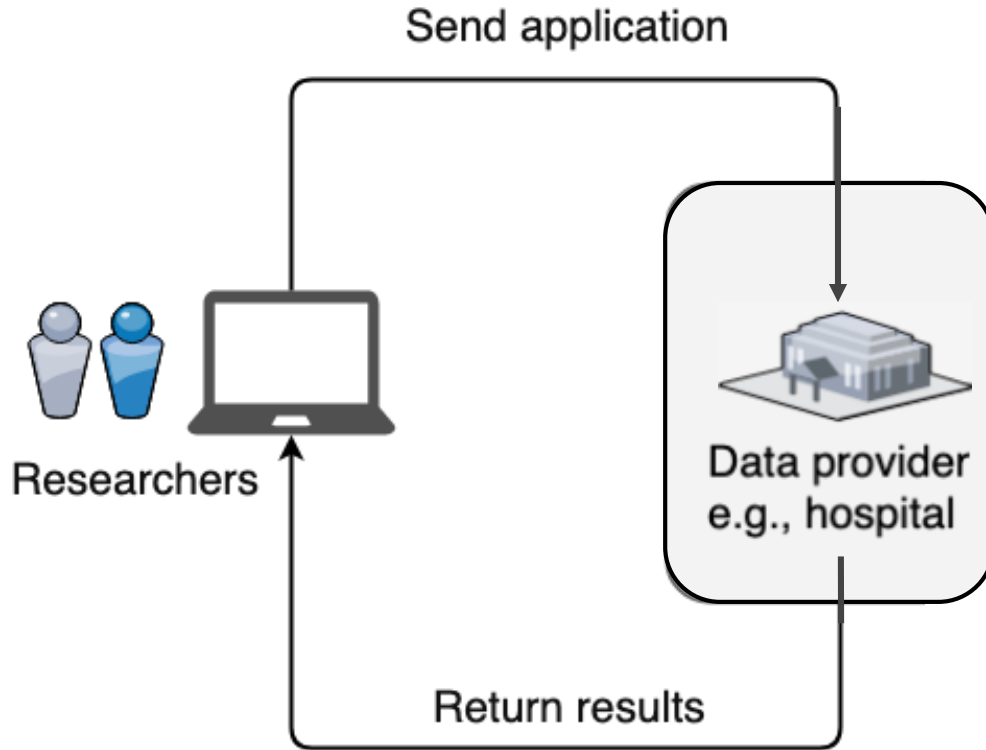 Send application
Researchers
Data provider
e.g., hospital
Return results